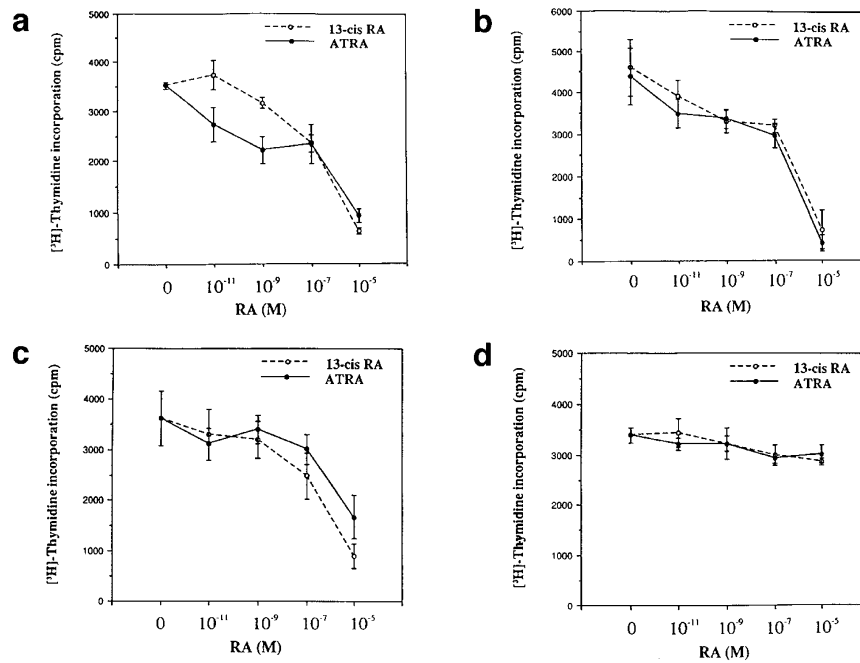 a
13-cis RA
ATRA
[³H]-Thymidine incorporation (cpm)
5000
4000
3000
2000
1000
0
0 10⁻¹¹ 10⁻⁹ 10⁻⁷ 10⁻⁵
RA (M)
b
13-cis RA
ATRA
[³H]-Thymidine incorporation (cpm)
6000
5000
4000
3000
2000
1000
0
0 10⁻¹¹ 10⁻⁹ 10⁻⁷ 10⁻⁵
RA (M)
c
13-cis RA
ATRA
[³H]-Thymidine incorporation (cpm)
5000
4000
3000
2000
1000
0
0 10⁻¹¹ 10⁻⁹ 10⁻⁷ 10⁻⁵
RA (M)
d
13-cis RA
ATRA
[³H]-Thymidine incorporation (cpm)
5000
4000
3000
2000
1000
0
0 10⁻¹¹ 10⁻⁹ 10⁻⁷ 10⁻⁵
RA (M)